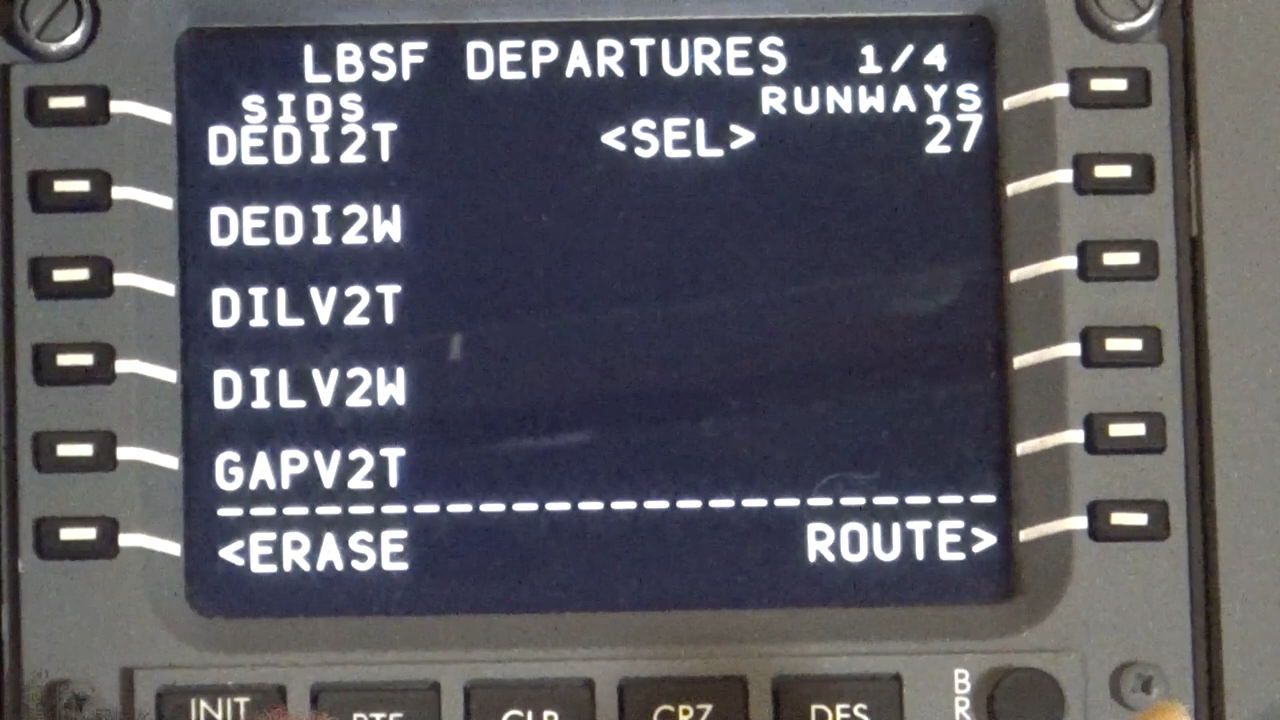 LBSF DEPARTURES 1/4
SIDS RUNWAYS
DEDI2T <SEL> 27
DEDI2W
DILV2T
DILV2W
GAPV2T
------------------------
<ERASE ROUTE>
INIT RTE CLB CRZ DES